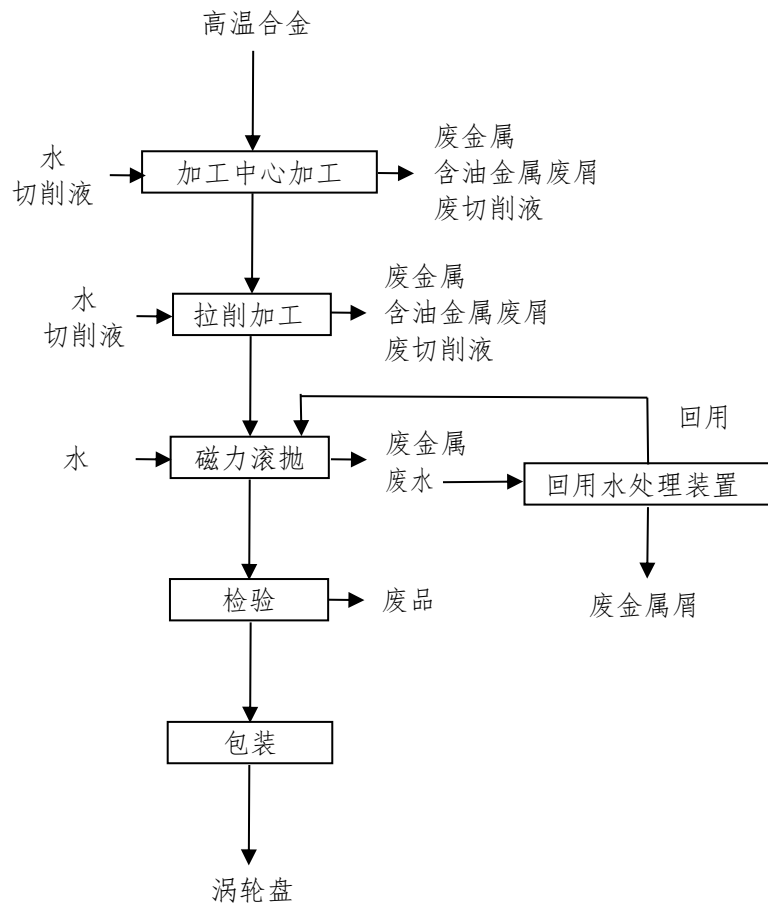 高温合金
水
切削液
加工中心加工
废金属
含油金属废屑
废切削液
水
切削液
拉削加工
废金属
含油金属废屑
废切削液
回用
水
磁力滚抛
废金属
废水
回用水处理装置
检验
废品
废金属屑
包装
涡轮盘